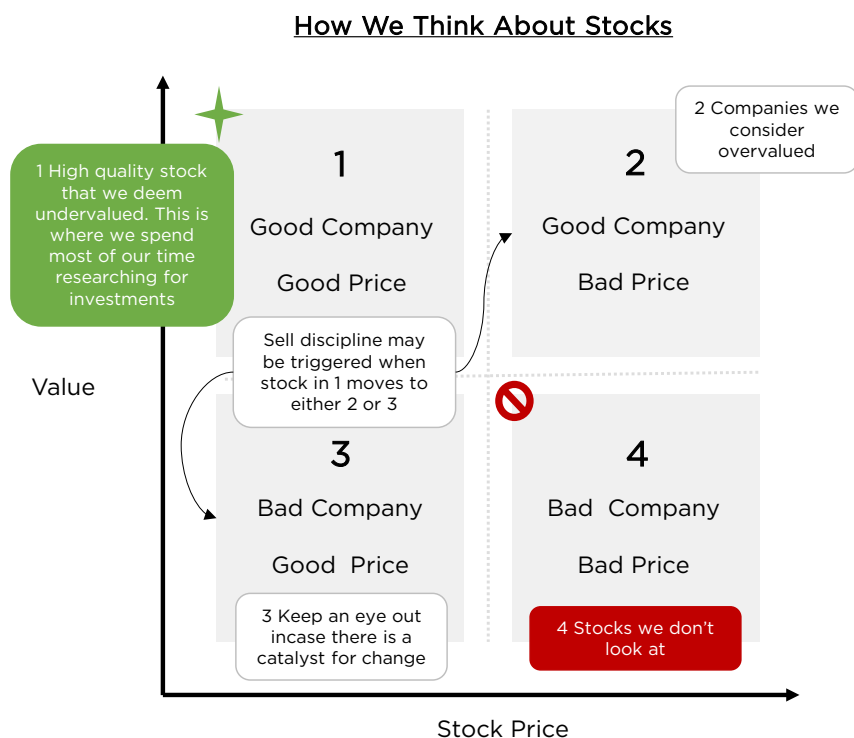 How We Think About Stocks
1 High quality stock
that we deem
undervalued. This is
where we spend
most of our time
researching for
investments
1
Good Company
Good Price
2 Companies we
consider
overvalued
2
Good Company
Bad Price
Sell discipline may
be triggered when
stock in 1 moves to
either 2 or 3
Value
3
Bad Company
Good Price
3 Keep an eye out
incase there is a
catalyst for change
4
Bad Company
Bad Price
4 Stocks we don’t
look at
Stock Price